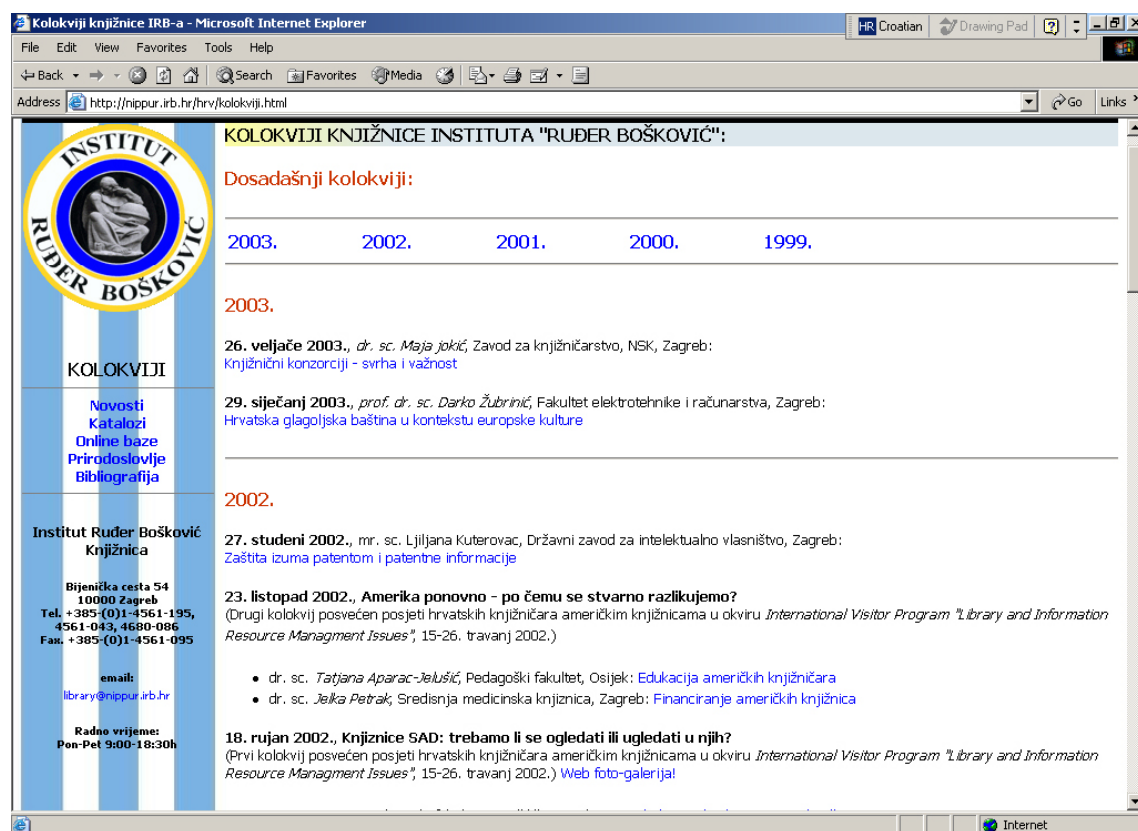 Kolokviji knjižnice IRB-a - Microsoft Internet Explorer
HR Croatian Drawing Pad
File Edit View Favorites Tools Help
Back Search Favorites Media
Address http://nippur.irb.hr/hrv/kolokviji.html Go Links
INSTITUT
RUĐER BOŠKOVIĆ
KOLOKVIJI
Novosti
Katalozi
Online baze
Prirodoslovlje
Bibliografija
Institut Ruđer Bošković
Knjižnica
Bijenička cesta 54
10000 Zagreb
Tel. +385-(0)1-4561-195,
4561-043, 4680-086
Fax. +385-(0)1-4561-095
email:
library@nippur.irb.hr
Radno vrijeme:
Pon-Pet 9:00-18:30h
KOLOKVIJI KNJIŽNICE INSTITUTA "RUĐER BOŠKOVIĆ":
Dosadašnji kolokviji:
2003. 2002. 2001. 2000. 1999.
2003.
26. veljače 2003., dr. sc. Maja jokić, Zavod za knjižničarstvo, NSK, Zagreb:
Knjižnični konzorciji - svrha i važnost
29. siječanj 2003., prof. dr. sc. Darko Žubrinić, Fakultet elektrotehnike i računarstva, Zagreb:
Hrvatska glagoljska baština u kontekstu europske kulture
2002.
27. studeni 2002., mr. sc. Ljiljana Kuterovac, Državni zavod za intelektualno vlasništvo, Zagreb:
Zaštita izuma patentom i patentne informacije
23. listopad 2002., Amerika ponovno - po čemu se stvarno razlikujemo?
(Drugi kolokvij posvećen posjeti hrvatskih knjižničara američkim knjižnicama u okviru International Visitor Program "Library and Information
Resource Managment Issues", 15-26. travanj 2002.)
• dr. sc. Tatjana Aparac-Jelušić, Pedagoški fakultet, Osijek: Edukacija američkih knjižničara
• dr. sc. Jelka Petrak, Sredisnja medicinska knjiznica, Zagreb: Financiranje američkih knjižnica
18. rujan 2002., Knjiznice SAD: trebamo li se ogledati ili ugledati u njih?
(Prvi kolokvij posvećen posjeti hrvatskih knjižničara američkim knjižnicama u okviru International Visitor Program "Library and Information
Resource Managment Issues", 15-26. travanj 2002.) Web foto-galerija!
Internet